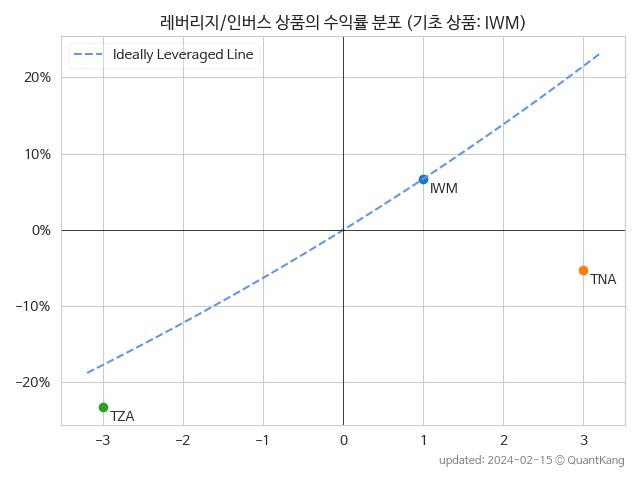 레버리지/인버스 상품의 수익률 분포 (기초 상품: IWM)
Ideally Leveraged Line
20%
10%
0%
−10%
−20%
IWM
TNA
TZA
−3 −2 −1 0 1 2 3
updated: 2024-02-15 © QuantKang